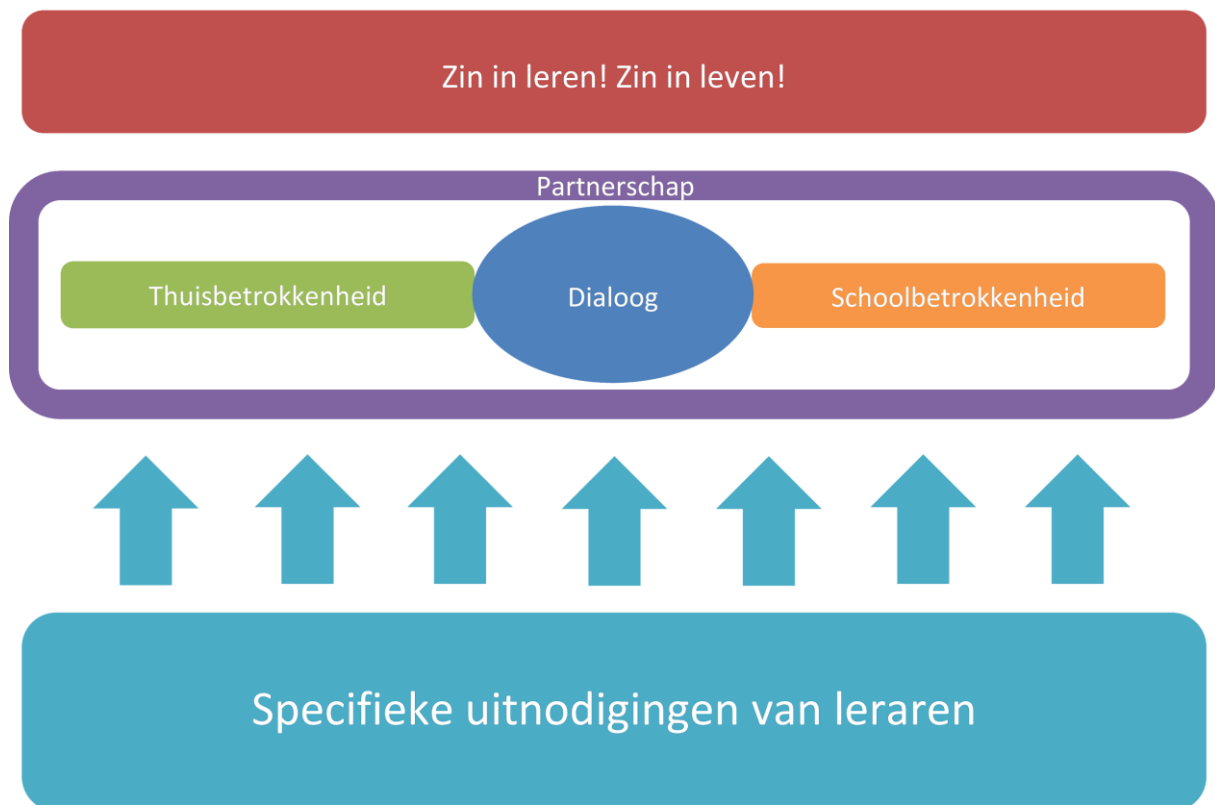 Zin in leren! Zin in leven!
Partnerschap
Thuisbetrokkenheid
Dialoog
Schoolbetrokkenheid
Specifieke uitnodigingen van leraren